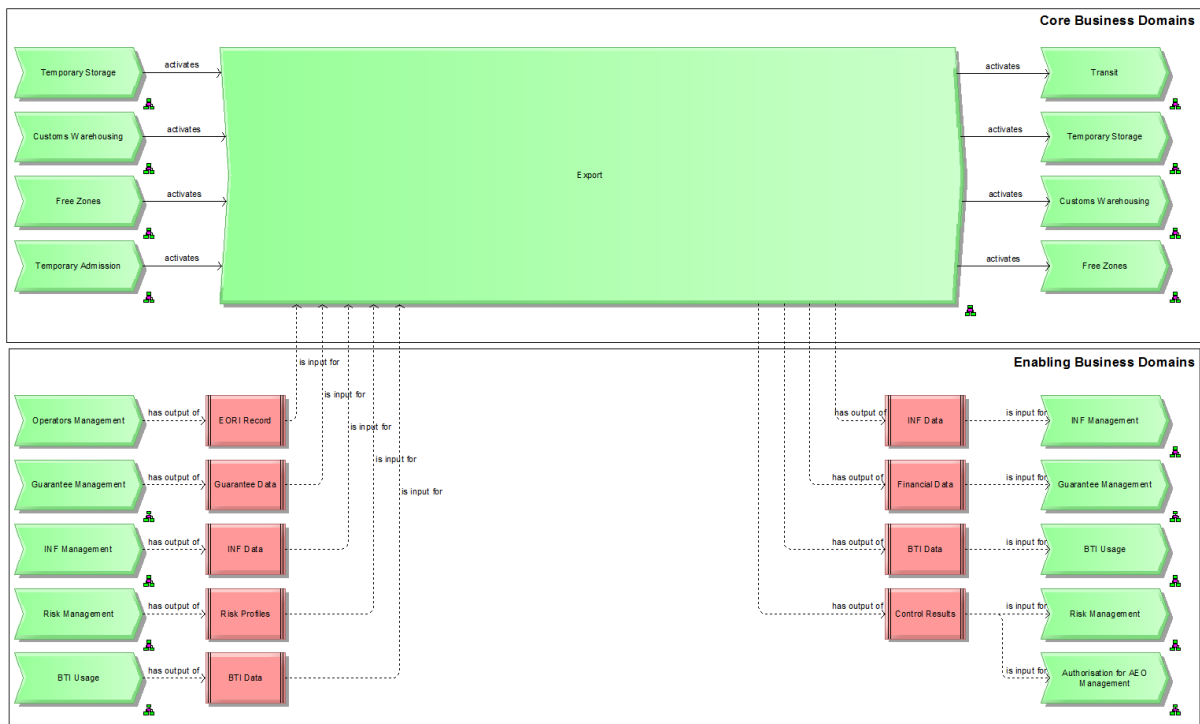 Core Business Domains
Temporary Storage
activates
activates
Transit
Customs Warehousing
activates
activates
Temporary Storage
Export
Free Zones
activates
activates
Customs Warehousing
Temporary Admission
activates
activates
Free Zones
Enabling Business Domains
is input for
is input for
is input for
is input for
is input for
Operators Management
has output of
EORI Record
has output of
INF Data
is input for
INF Management
Guarantee Management
has output of
Guarantee Data
has output of
Financial Data
is input for
Guarantee Management
INF Management
has output of
INF Data
has output of
BTI Data
is input for
BTI Usage
Risk Management
has output of
Risk Profiles
has output of
Control Results
is input for
Risk Management
BTI Usage
has output of
BTI Data
is input for
Authorisation for AEO
Management